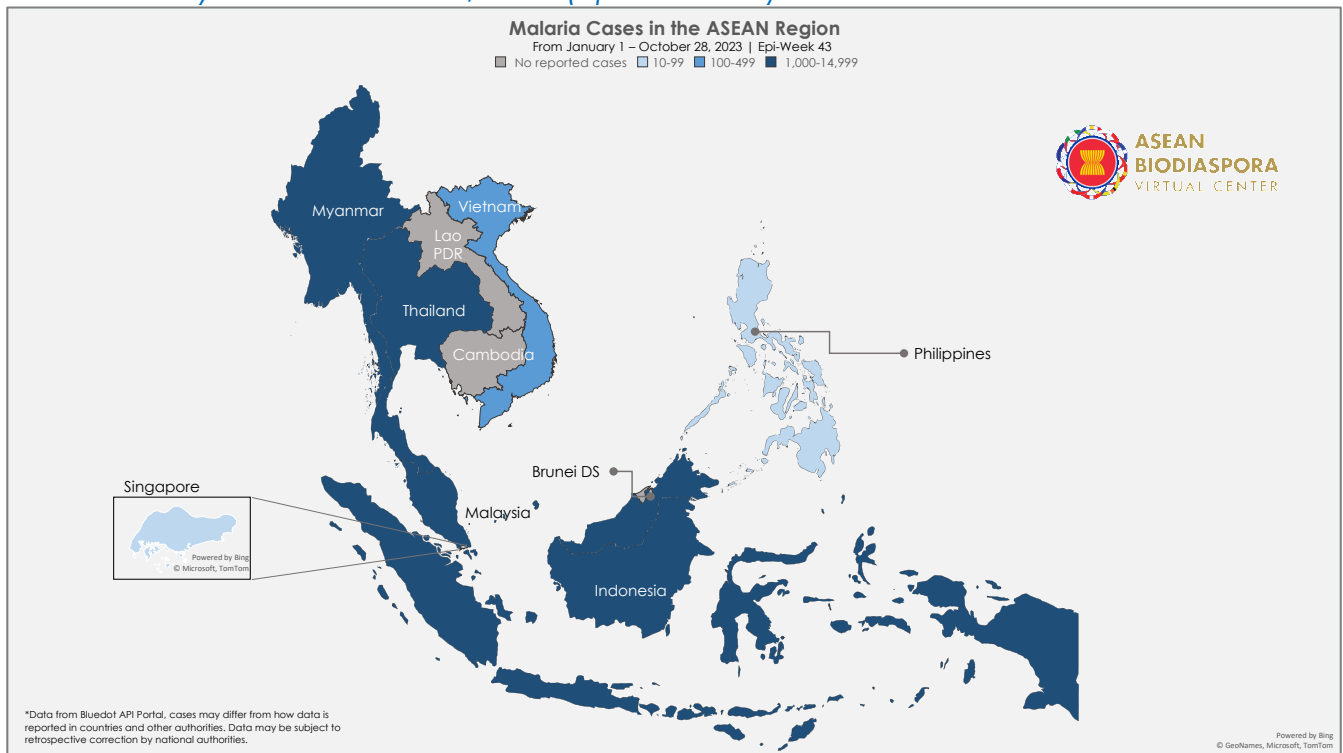 Malaria Cases in the ASEAN Region
From January 1 – October 28, 2023 | Epi-Week 43
No reported cases 10-99 100-499 1,000-14,999
ASEAN
BIODIASPORA
VIRTUAL CENTER
Myanmar
Vietnam
Lao
PDR
Thailand
Cambodia
Philippines
Brunei DS
Singapore
Malaysia
Powered by Bing
© Microsoft, TomTom
Indonesia
*Data from Bluedot API Portal, cases may differ from how data is
reported in countries and other authorities. Data may be subject to
retrospective correction by national authorities.
Powered by Bing
© GeoNames, Microsoft, TomTom